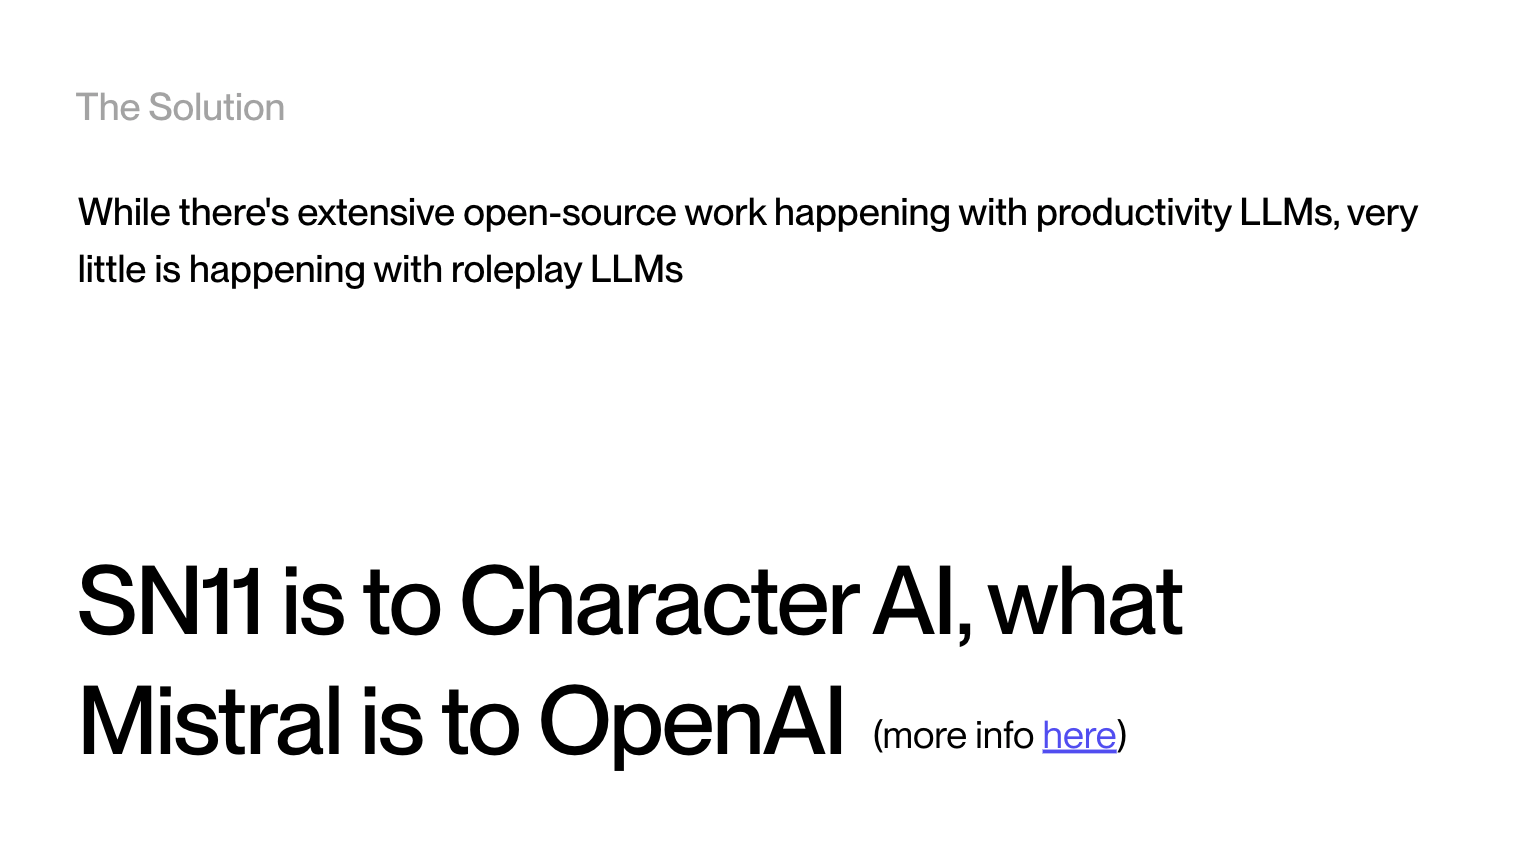 The Solution
While there's extensive open-source work happening with productivity LLMs, very
little is happening with roleplay LLMs
SN11 is to Character AI, what
Mistral is to OpenAI (more info here)